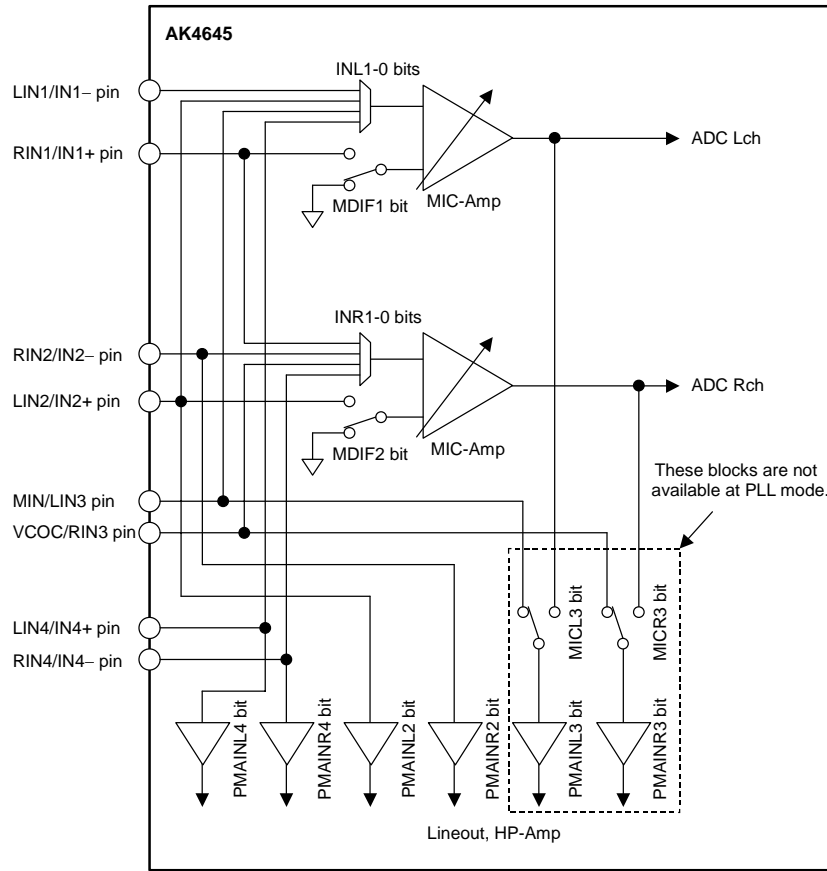 AK4645
INL1-0 bits
LIN1/IN1− pin
ADC Lch
RIN1/IN1+ pin
MDIF1 bit
MIC-Amp
INR1-0 bits
RIN2/IN2− pin
ADC Rch
LIN2/IN2+ pin
MDIF2 bit
MIC-Amp
These blocks are not
available at PLL mode.
MIN/LIN3 pin
VCOC/RIN3 pin
MICL3 bit
MICR3 bit
LIN4/IN4+ pin
RIN4/IN4− pin
PMAINL4 bit
PMAINR4 bit
PMAINL2 bit
PMAINR2 bit
PMAINL3 bit
PMAINR3 bit
Lineout, HP-Amp